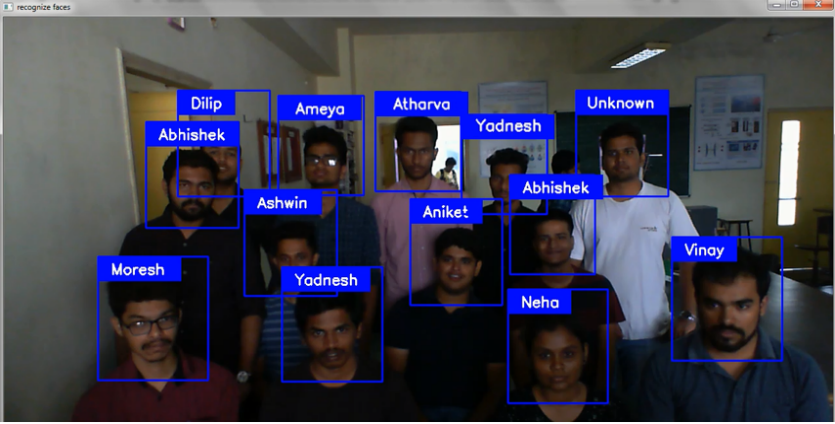 recognize faces
Dilip
Ameya
Atharva
Unknown
Abhishek
Yadnesh
Ashwin
Abhishek
Aniket
Vinay
Moresh
Yadnesh
Neha